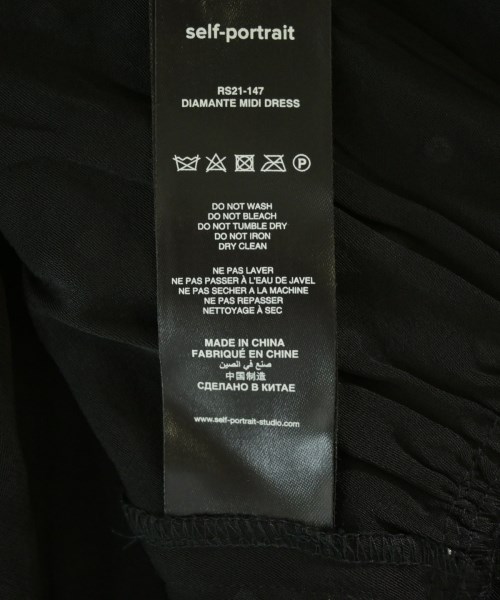 self-portrait
RS21-147
DIAMANTE MIDI DRESS
P
DO NOT WASH
DO NOT BLEACH
DO NOT TUMBLE DRY
DO NOT IRON
DRY CLEAN
NE PAS LAVER
NE PAS PASSER À L'EAU DE JAVEL
NE PAS SECHER A LA MACHINE
NE PAS REPASSER
NETTOYAGE À SEC
MADE IN CHINA
FABRIQUÉ EN CHINE
صنع في الصين
中国制造
СДЕЛАНО В КИТАЕ
www.self-portrait-studio.com